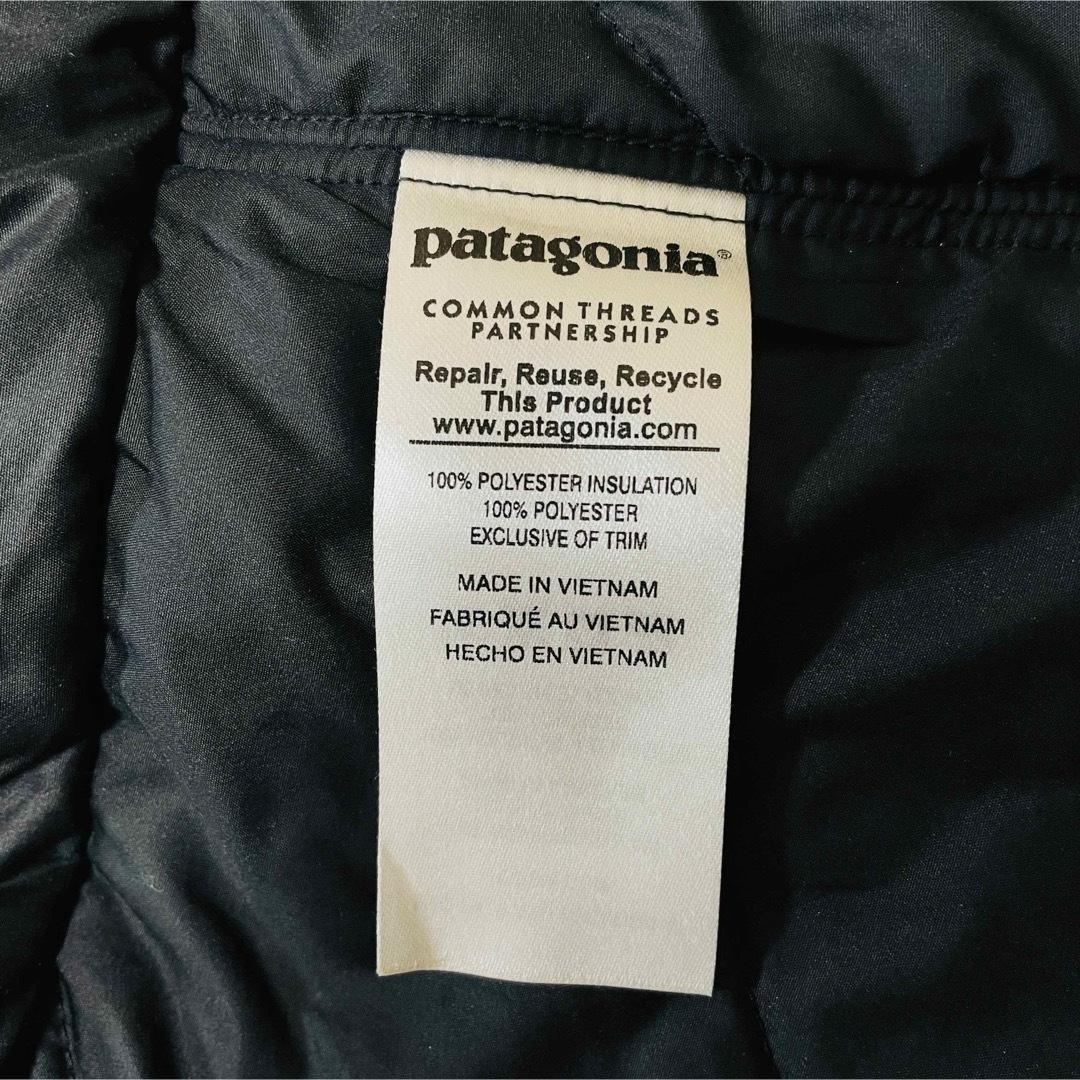 patagonia®
COMMON THREADS
PARTNERSHIP
Repair, Reuse, Recycle
This Product
www.patagonia.com
100% POLYESTER INSULATION
100% POLYESTER
EXCLUSIVE OF TRIM
MADE IN VIETNAM
FABRIQUÉ AU VIETNAM
HECHO EN VIETNAM